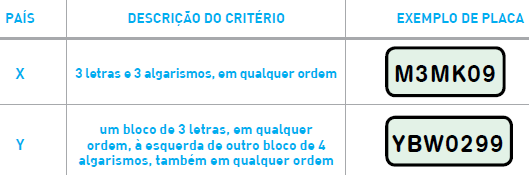 PAÍS DESCRIÇÃO DO CRITÉRIO EXEMPLO DE PLACA
X 3 letras e 3 algarismos, em qualquer ordem M3MK09
Y um bloco de 3 letras, em qualquer
ordem, à esquerda de outro bloco de 4
algarismos, também em qualquer ordem YBW0299